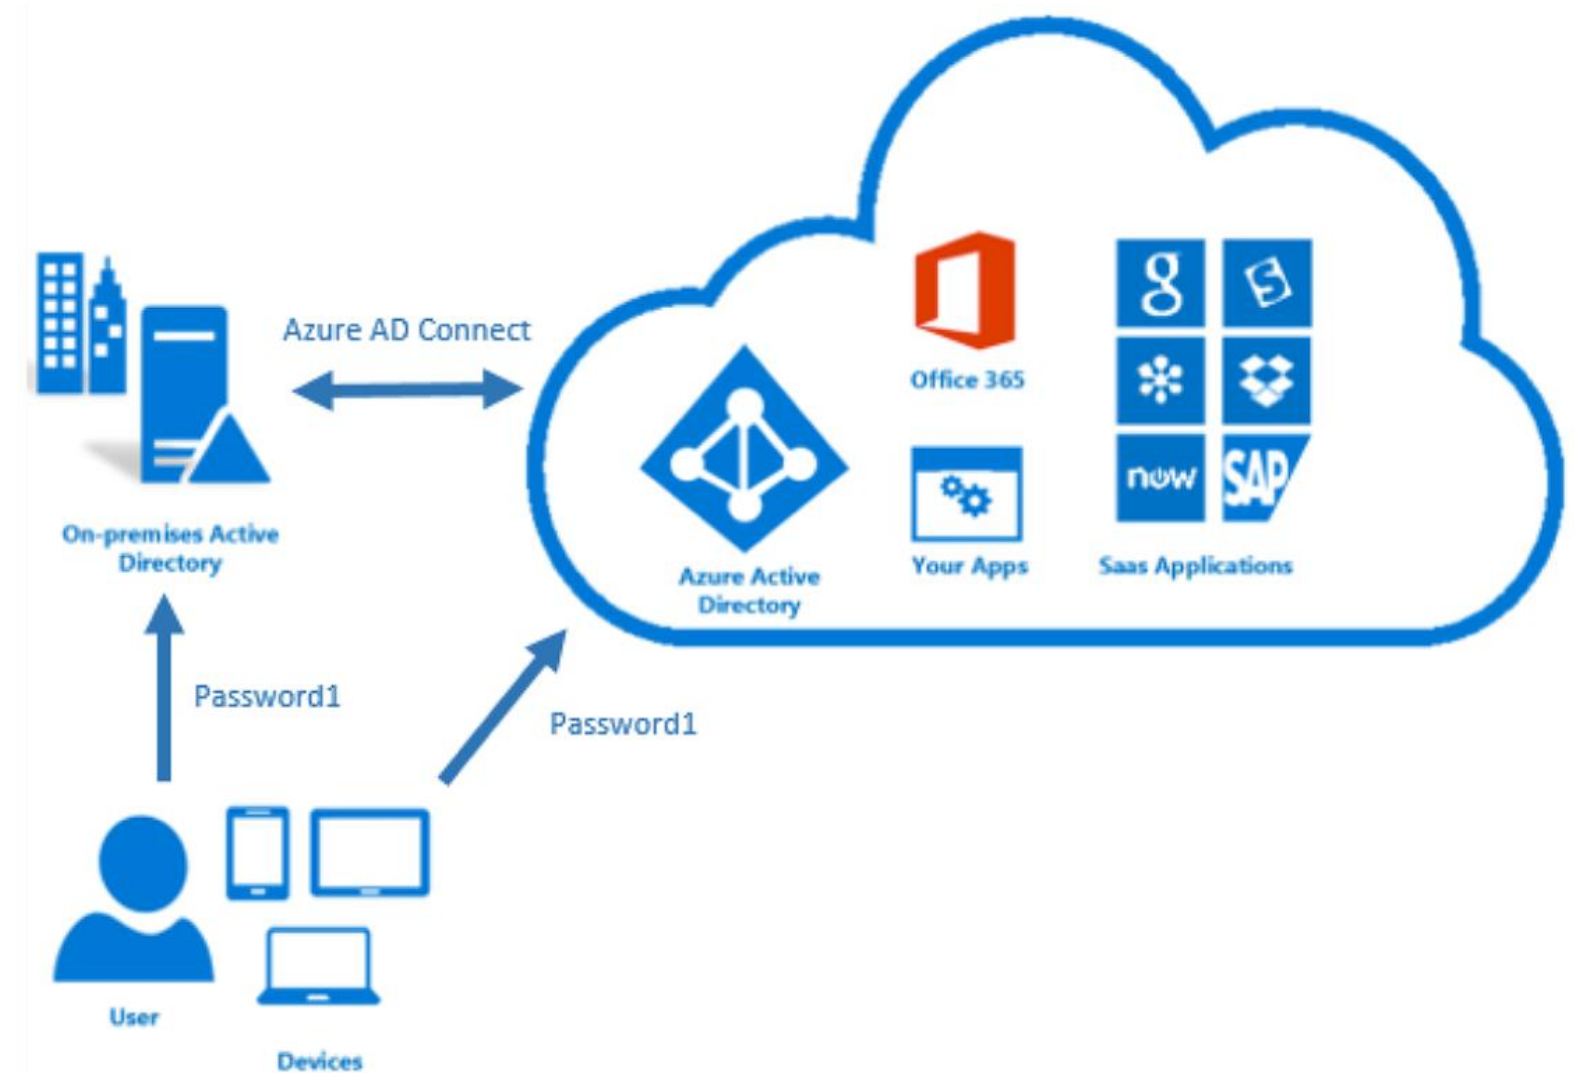 Azure AD Connect
On-premises Active
Directory
Password1
Password1
User
Devices
Azure Active
Directory
Office 365
Your Apps
g
S
now
SAP
Saas Applications